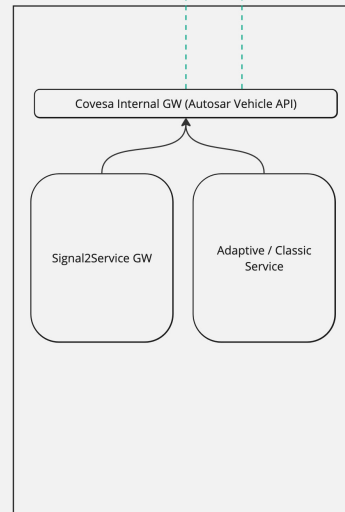 Covesa Internal GW (Autosar Vehicle API)
Signal2Service GW
Adaptive / Classic
Service